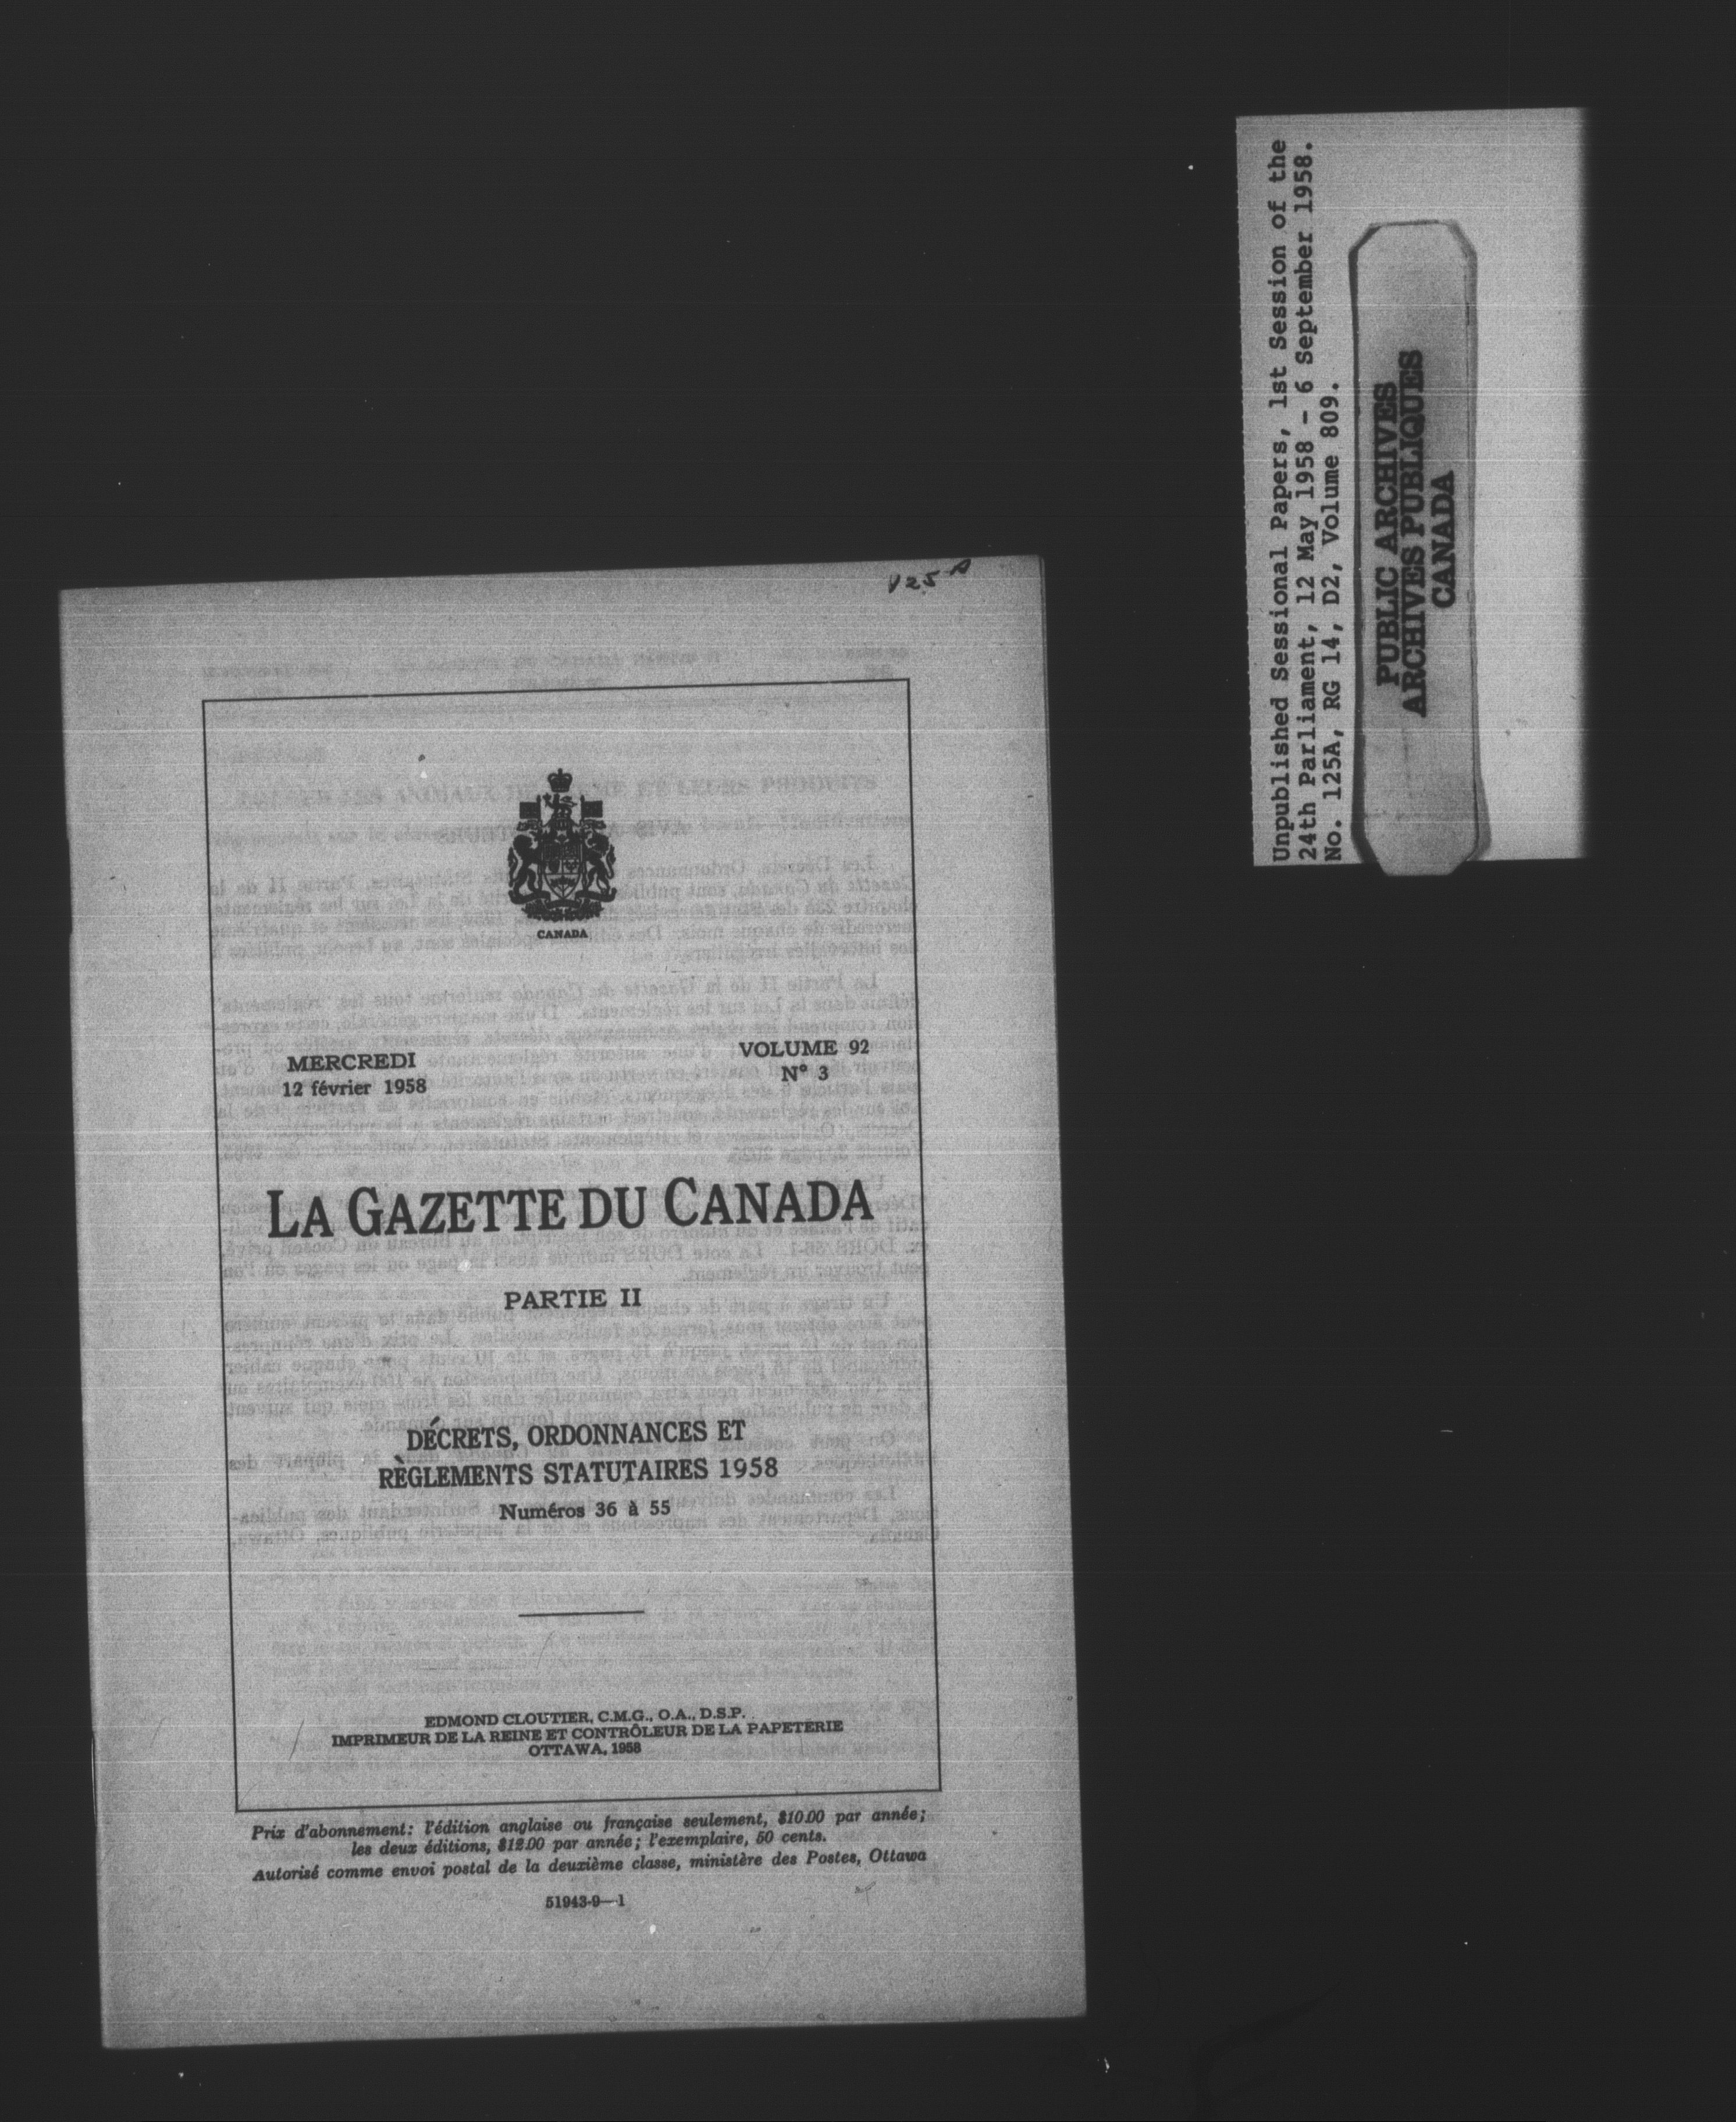 125-A
CANADA
MERCREDI
12 février 1958
VOLUME 92
N° 3
LA GAZETTE DU CANADA
PARTIE II
DÉCRETS, ORDONNANCES ET
RÈGLEMENTS STATUTAIRES 1958
Numéros 36 à 55
EDMOND CLOUTIER, C.M.G., O.A., D.S.P.
IMPRIMEUR DE LA REINE ET CONTRÔLEUR DE LA PAPETERIE
OTTAWA, 1958
Prix d'abonnement: l'édition anglaise ou française seulement, $10.00 par année;
les deux éditions, $12.00 par année; l'exemplaire, 50 cents.
Autorisé comme envoi postal de la deuxième classe, ministère des Postes, Ottawa
51943-9—1
Unpublished Sessional Papers, 1st Session of the
24th Parliament, 12 May 1958 - 6 September 1958.
No. 125A, RG 14, D2, Volume 809.
PUBLIC ARCHIVES
ARCHIVES PUBLIQUES
CANADA